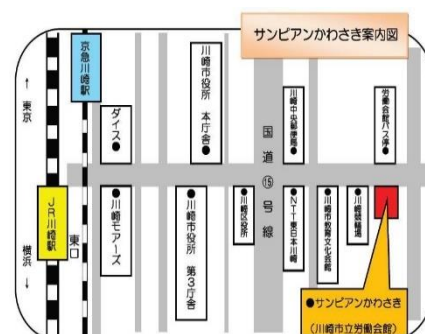 サンピアンかわさき案内図
京急川崎駅
ダイス●
川崎市役所 本庁舎●
川崎中央郵便局●
労働会館バス停●
↑
東京
国道⑮号線
JR川崎駅
東口
●川崎モアーズ
●川崎市役所 第3庁舎
●川崎区役所
●NTT東日本川崎
●川崎市教育文化会館
●川崎競輪場
横浜
↓
●サンピアンかわさき
(川崎市立労働会館)